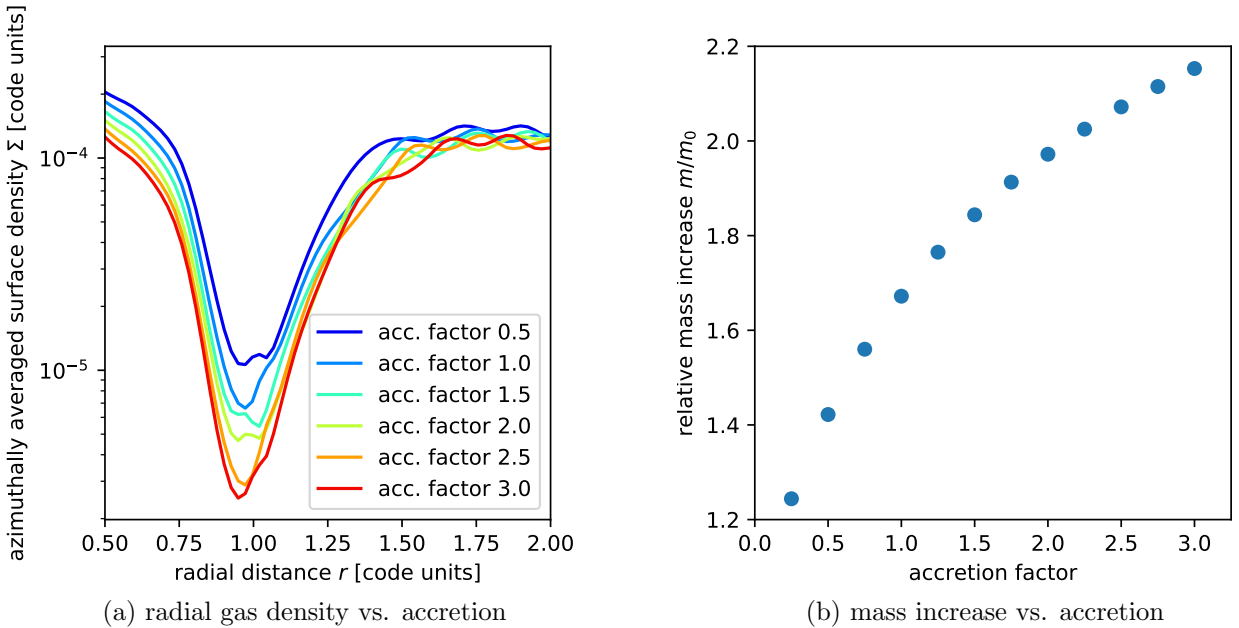 azimuthally averaged surface density Σ [code units]
10⁻⁴
10⁻⁵
acc. factor 0.5
acc. factor 1.0
acc. factor 1.5
acc. factor 2.0
acc. factor 2.5
acc. factor 3.0
0.50 0.75 1.00 1.25 1.50 1.75 2.00
radial distance r [code units]
(a) radial gas density vs. accretion
relative mass increase m/m₀
2.2
2.0
1.8
1.6
1.4
1.2
0.0 0.5 1.0 1.5 2.0 2.5 3.0
accretion factor
(b) mass increase vs. accretion